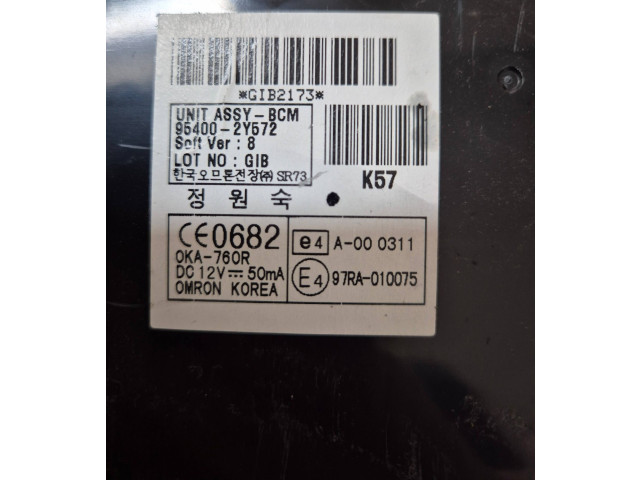 *GIB2173*
UNIT ASSY-BCM
95400-2Y572
Soft Ver : 8
LOT NO : GIB
한국오므론전장㈜ SIR73
K57
정 원 숙
CE0682
OKA-760R
DC 12V⎓50mA
OMRON KOREA
e4 A-00 0311
E4 97RA-010075